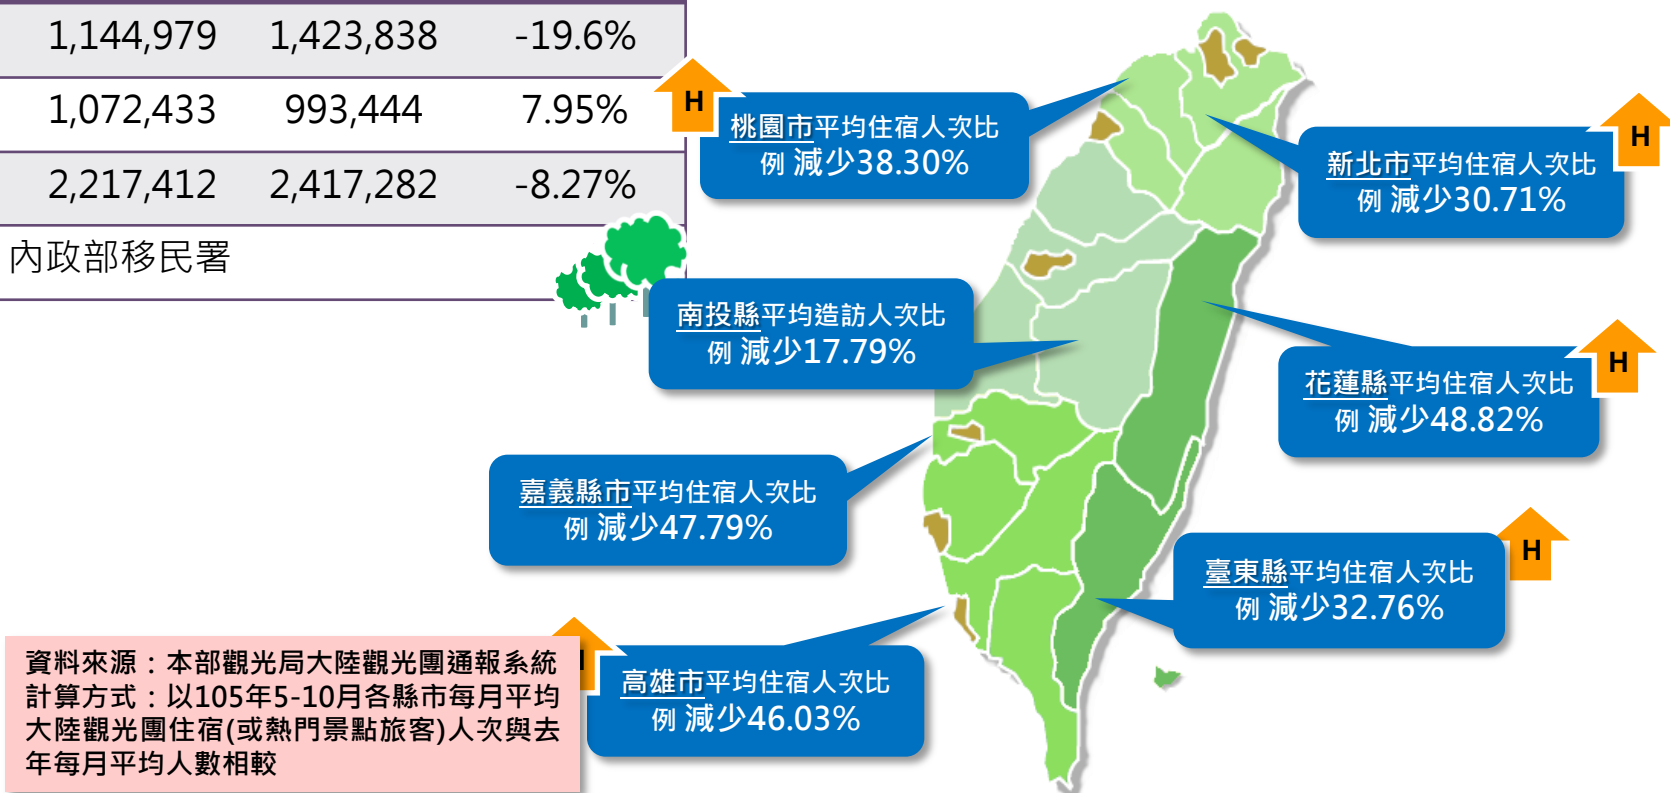 1,144,979 1,423,838 -19.6%
1,072,433 993,444 7.95%
2,217,412 2,417,282 -8.27%
內政部移民署
H
桃園市平均住宿人次比
例 減少38.30%
H
新北市平均住宿人次比
例 減少30.71%
南投縣平均造訪人次比
例 減少17.79%
H
花蓮縣平均住宿人次比
例 減少48.82%
嘉義縣市平均住宿人次比
例 減少47.79%
H
臺東縣平均住宿人次比
例 減少32.76%
高雄市平均住宿人次比
例 減少46.03%
資料來源：本部觀光局大陸觀光團通報系統
計算方式：以105年5-10月各縣市每月平均
大陸觀光團住宿(或熱門景點旅客)人次與去
年每月平均人數相較